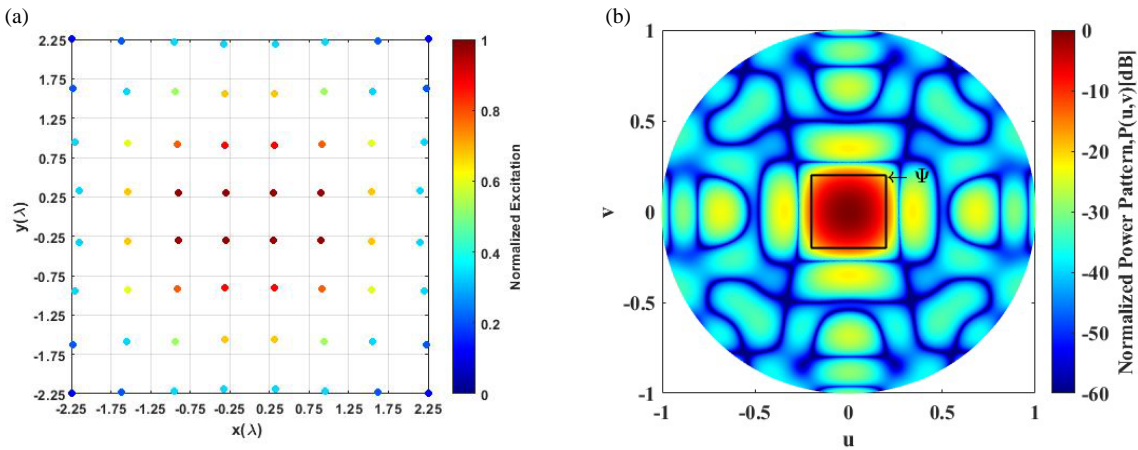 (a)
2.25
1.75
1.25
0.75
0.25
-0.25
-0.75
-1.25
-1.75
-2.25
y(λ)
-2.25 -1.75 -1.25 -0.75 -0.25 0.25 0.75 1.25 1.75 2.25
x(λ)
1
0.8
0.6
0.4
0.2
0
Normalized Excitation
(b)
1
0.5
0
-0.5
-1
v
-1 -0.5 0 0.5 1
u
Ψ
0
-10
-20
-30
-40
-50
-60
Normalized Power Pattern,P(u,v)[dB]